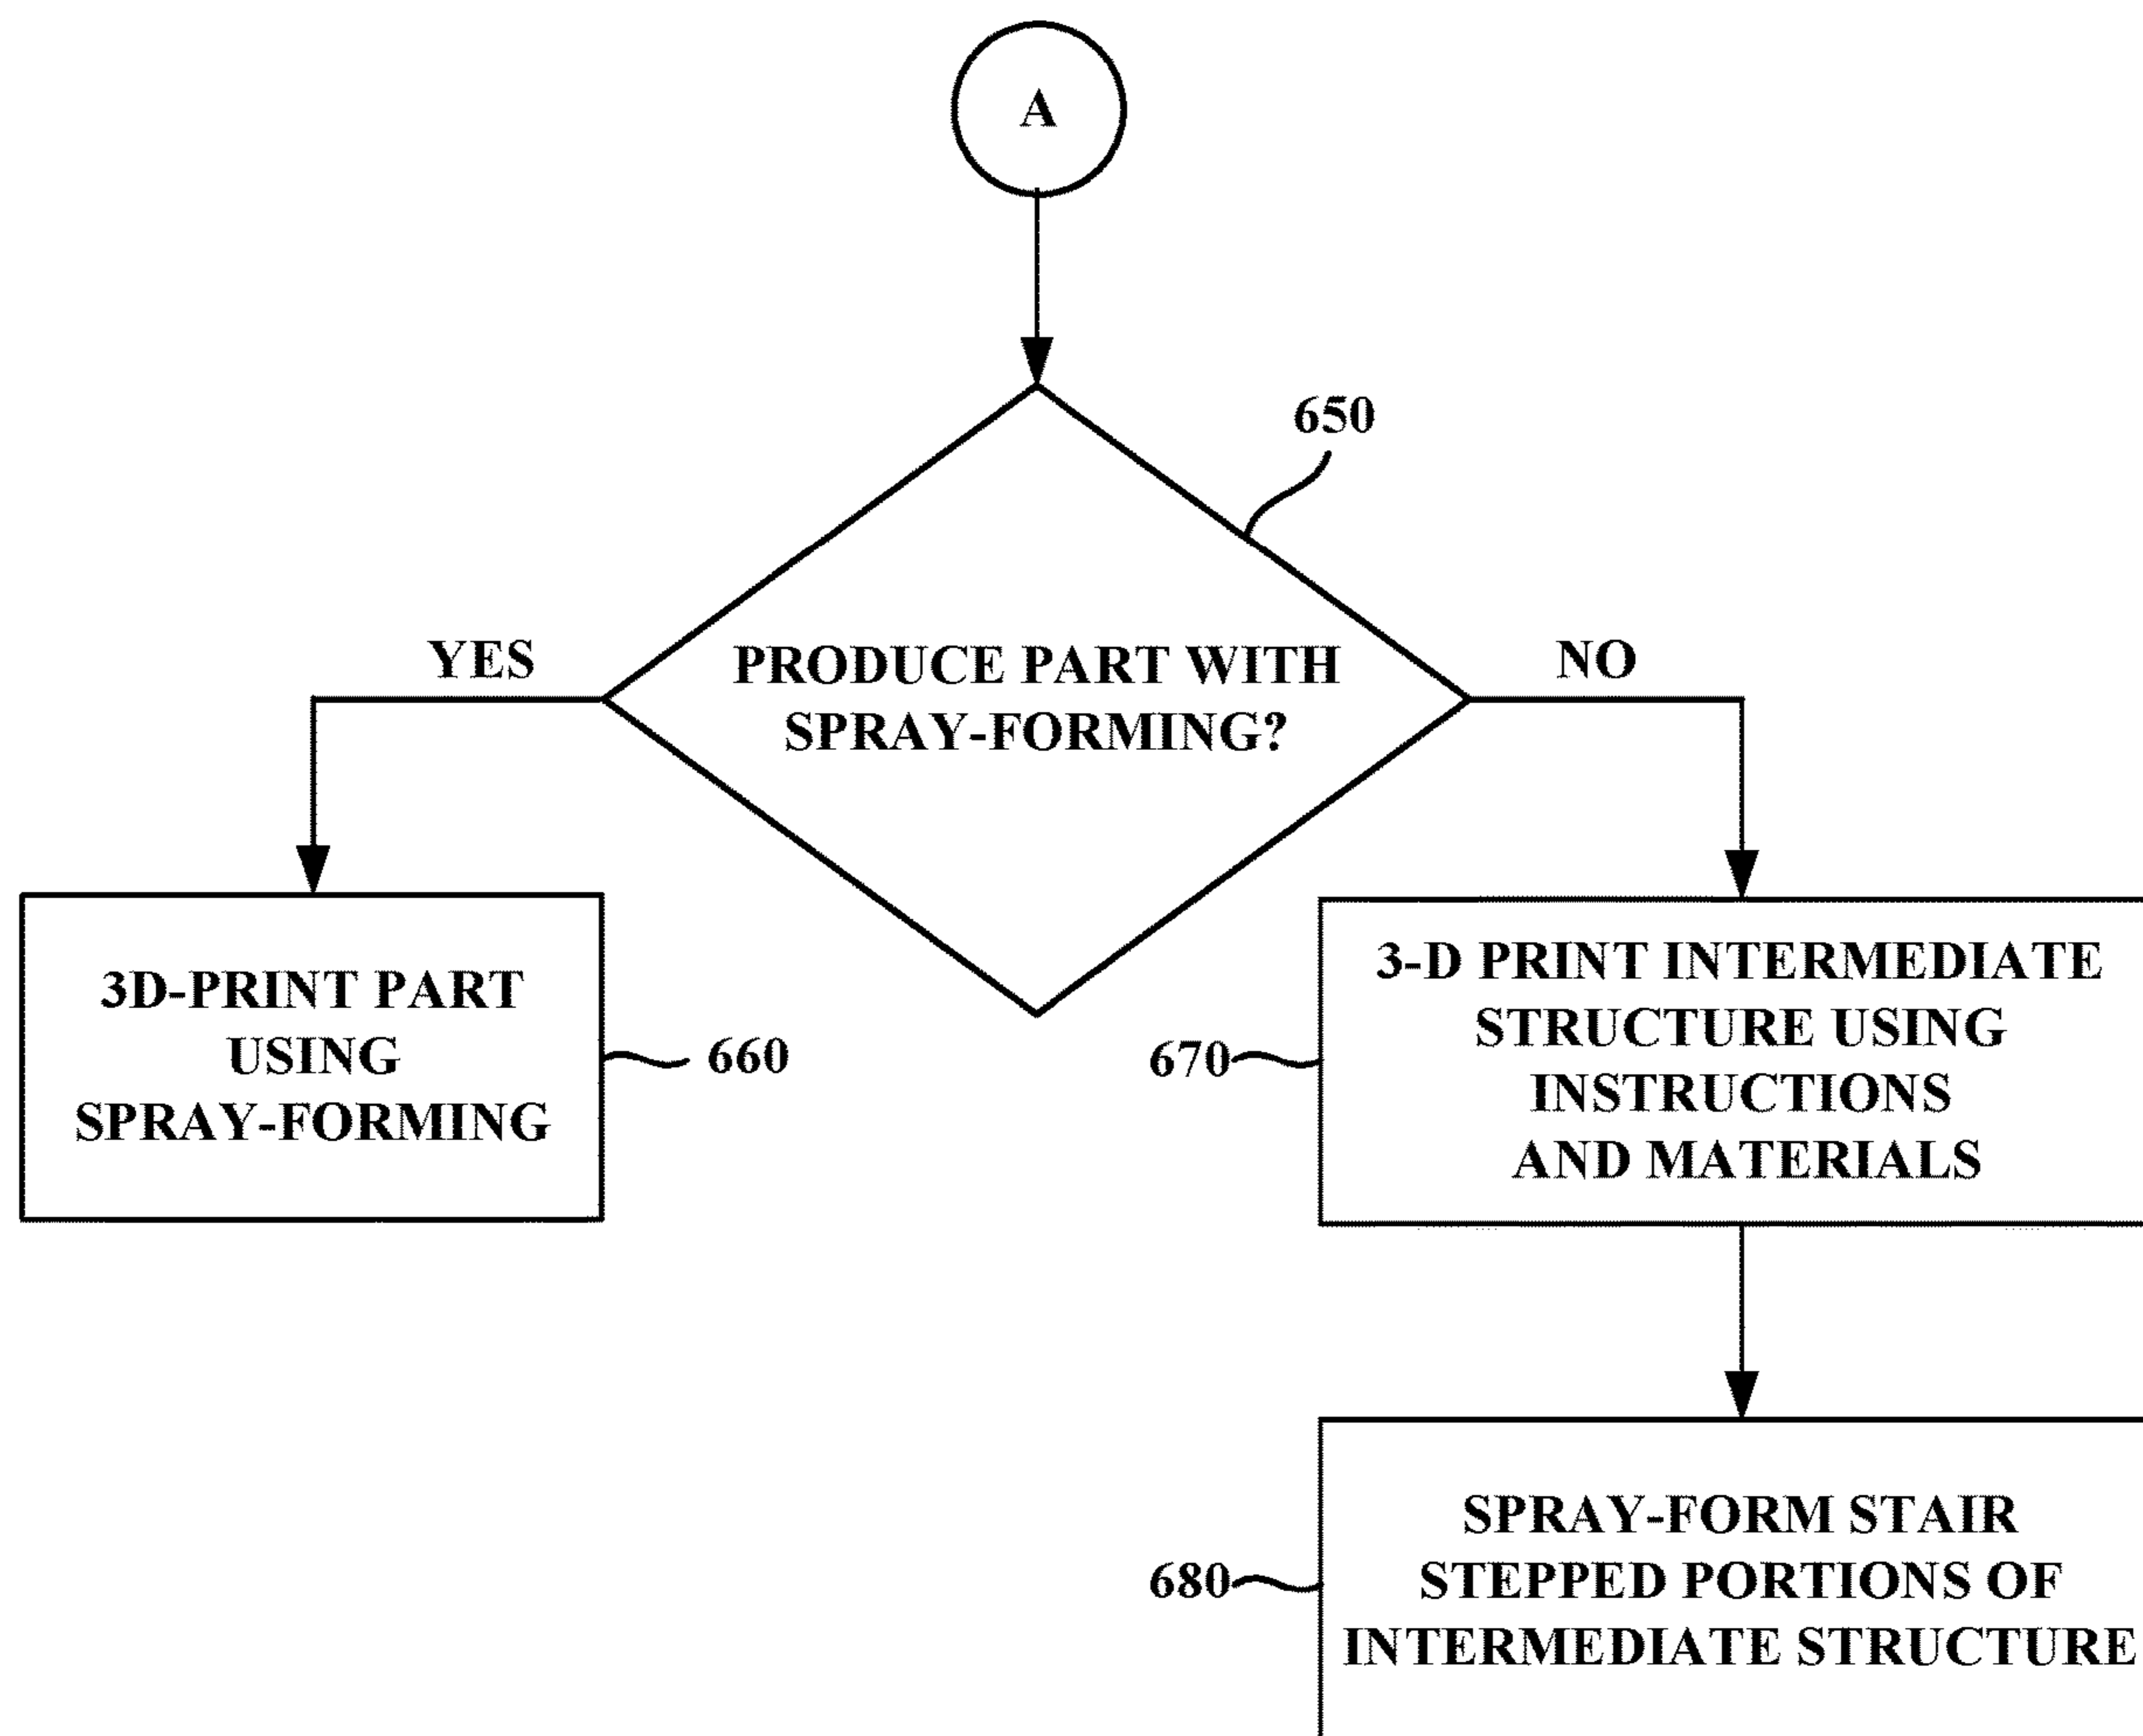 A
650
YES
PRODUCE PART WITH
SPRAY-FORMING?
NO
3D-PRINT PART
USING
SPRAY-FORMING
660
670
3-D PRINT INTERMEDIATE
STRUCTURE USING
INSTRUCTIONS
AND MATERIALS
680
SPRAY-FORM STAIR
STEPPED PORTIONS OF
INTERMEDIATE STRUCTURE